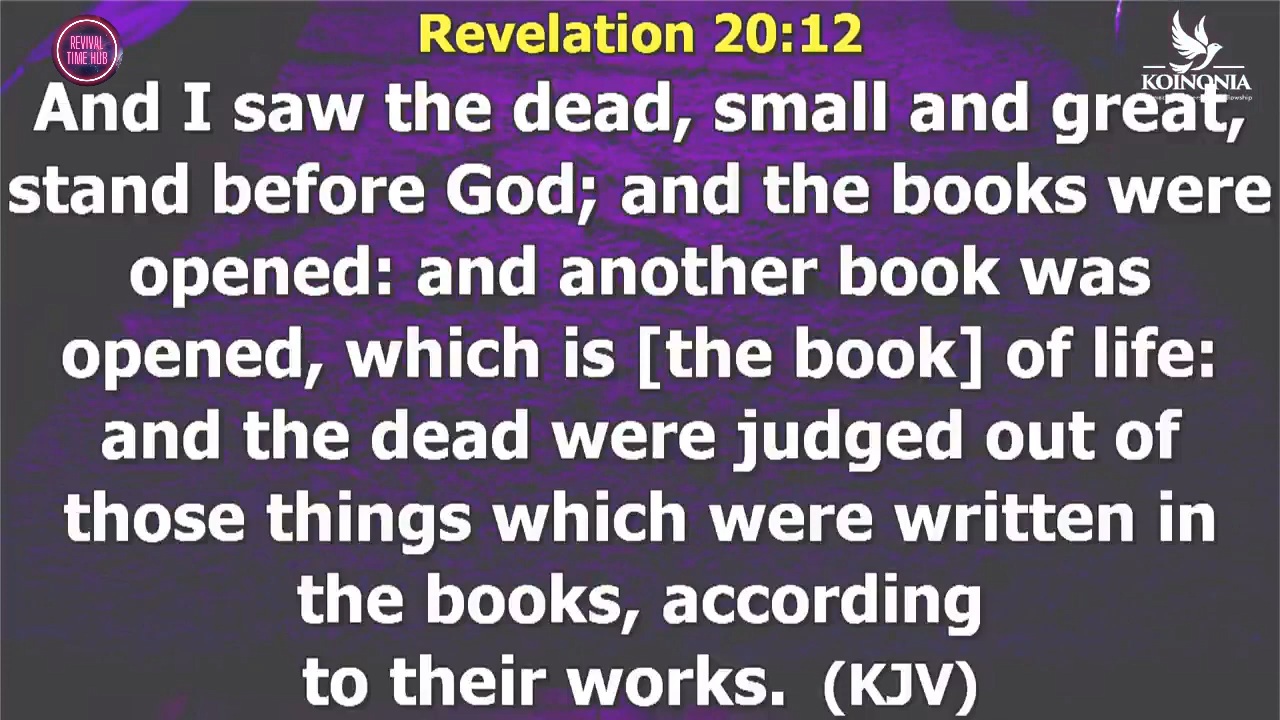 Revelation 20:12
REVIVAL
TIME HUB
KOINONIA
And I saw the dead, small and great,
stand before God; and the books were
opened: and another book was
opened, which is [the book] of life:
and the dead were judged out of
those things which were written in
the books, according
to their works. (KJV)